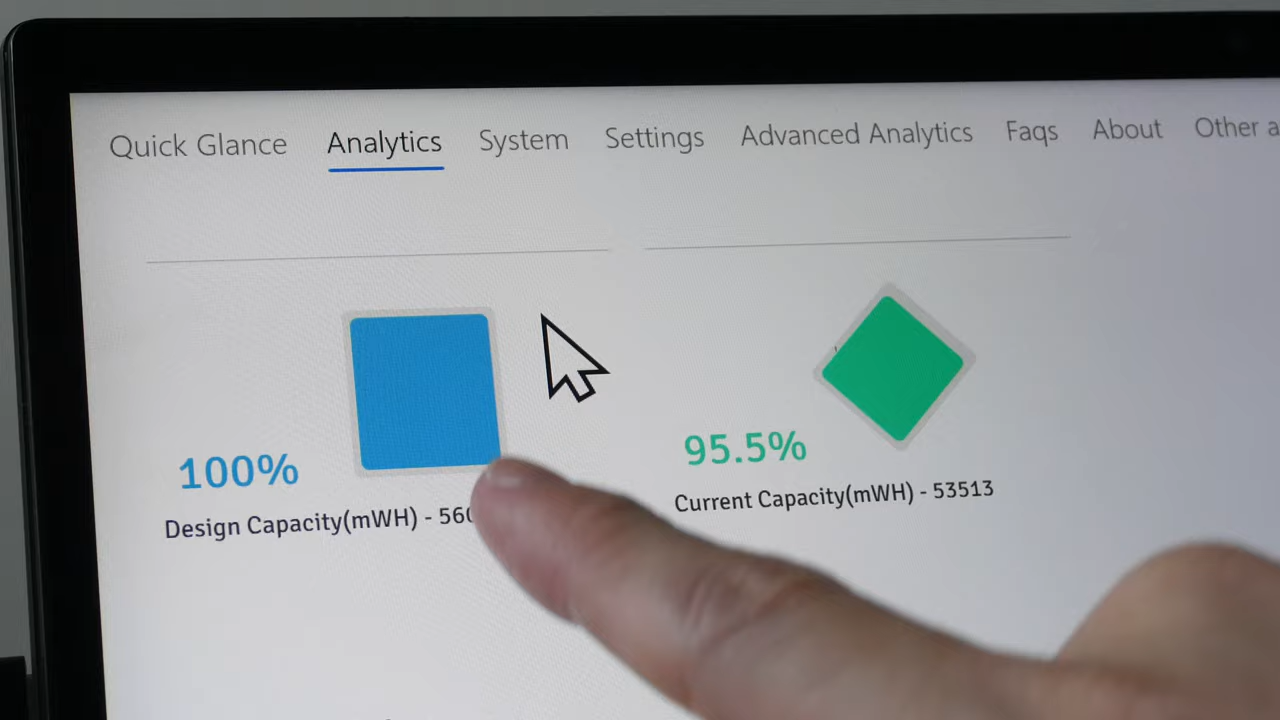 Quick Glance Analytics System Settings Advanced Analytics Faqs About Other
100%
Design Capacity(mWH) -
95.5%
Current Capacity(mWH) - 53513